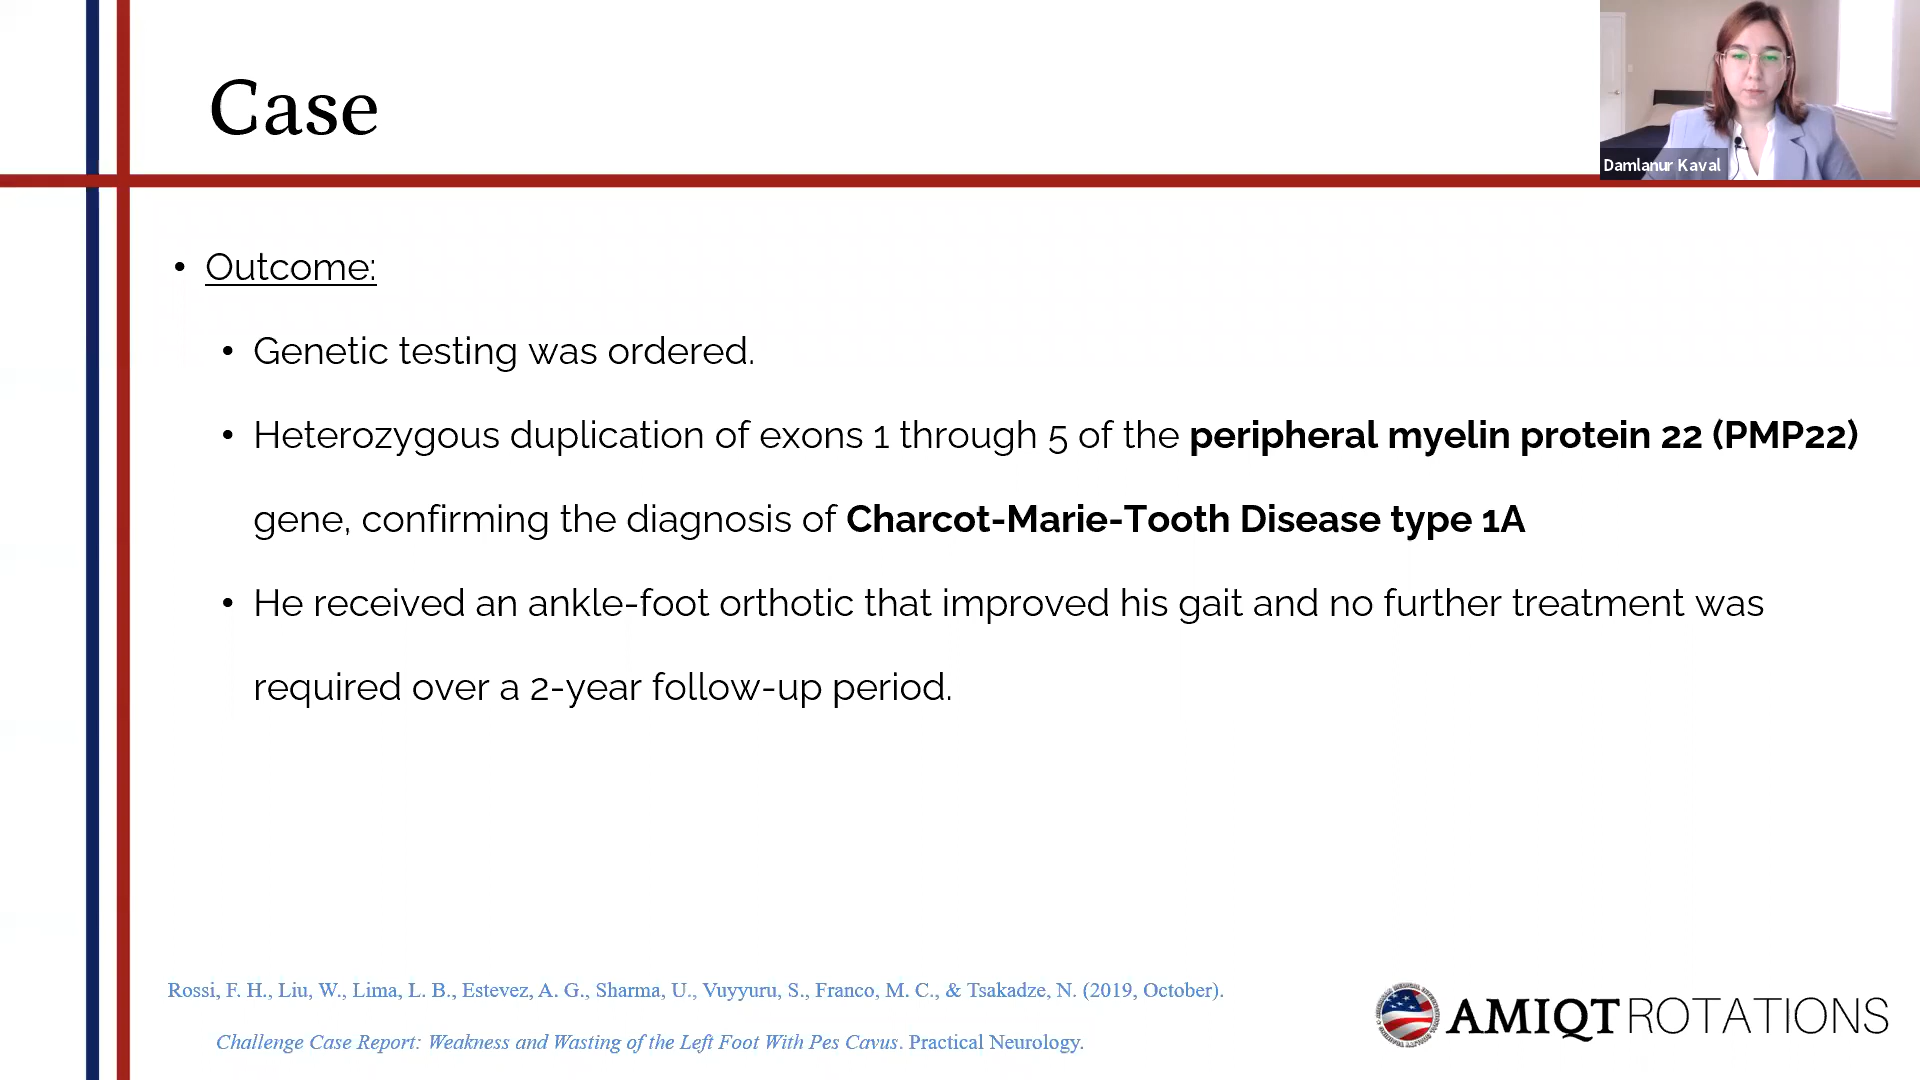 Case
Damlanur Kaval
• Outcome:
• Genetic testing was ordered.
• Heterozygous duplication of exons 1 through 5 of the peripheral myelin protein 22 (PMP22)
gene, confirming the diagnosis of Charcot-Marie-Tooth Disease type 1A
• He received an ankle-foot orthotic that improved his gait and no further treatment was
required over a 2-year follow-up period.
Rossi, F. H., Liu, W., Lima, L. B., Estevez, A. G., Sharma, U., Vuyyuru, S., Franco, M. C., & Tsakadze, N. (2019, October).
Challenge Case Report: Weakness and Wasting of the Left Foot With Pes Cavus. Practical Neurology.
AMIQT ROTATIONS